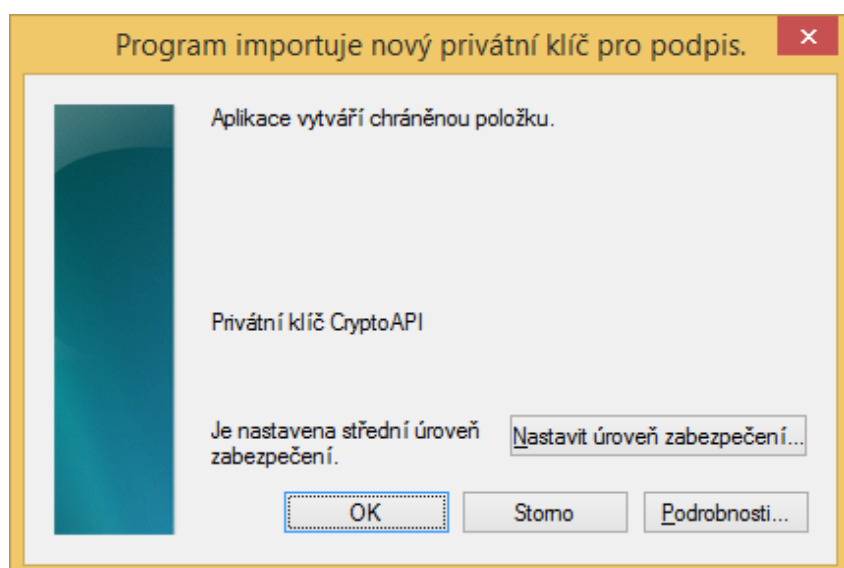 Program importuje nový privátní klíč pro podpis.
Aplikace vytváří chráněnou položku.
Privátní klíč CryptoAPI
Je nastavena střední úroveň
zabezpečení.
Nastavit úroveň zabezpečení...
OK
Storno
Podrobnosti...